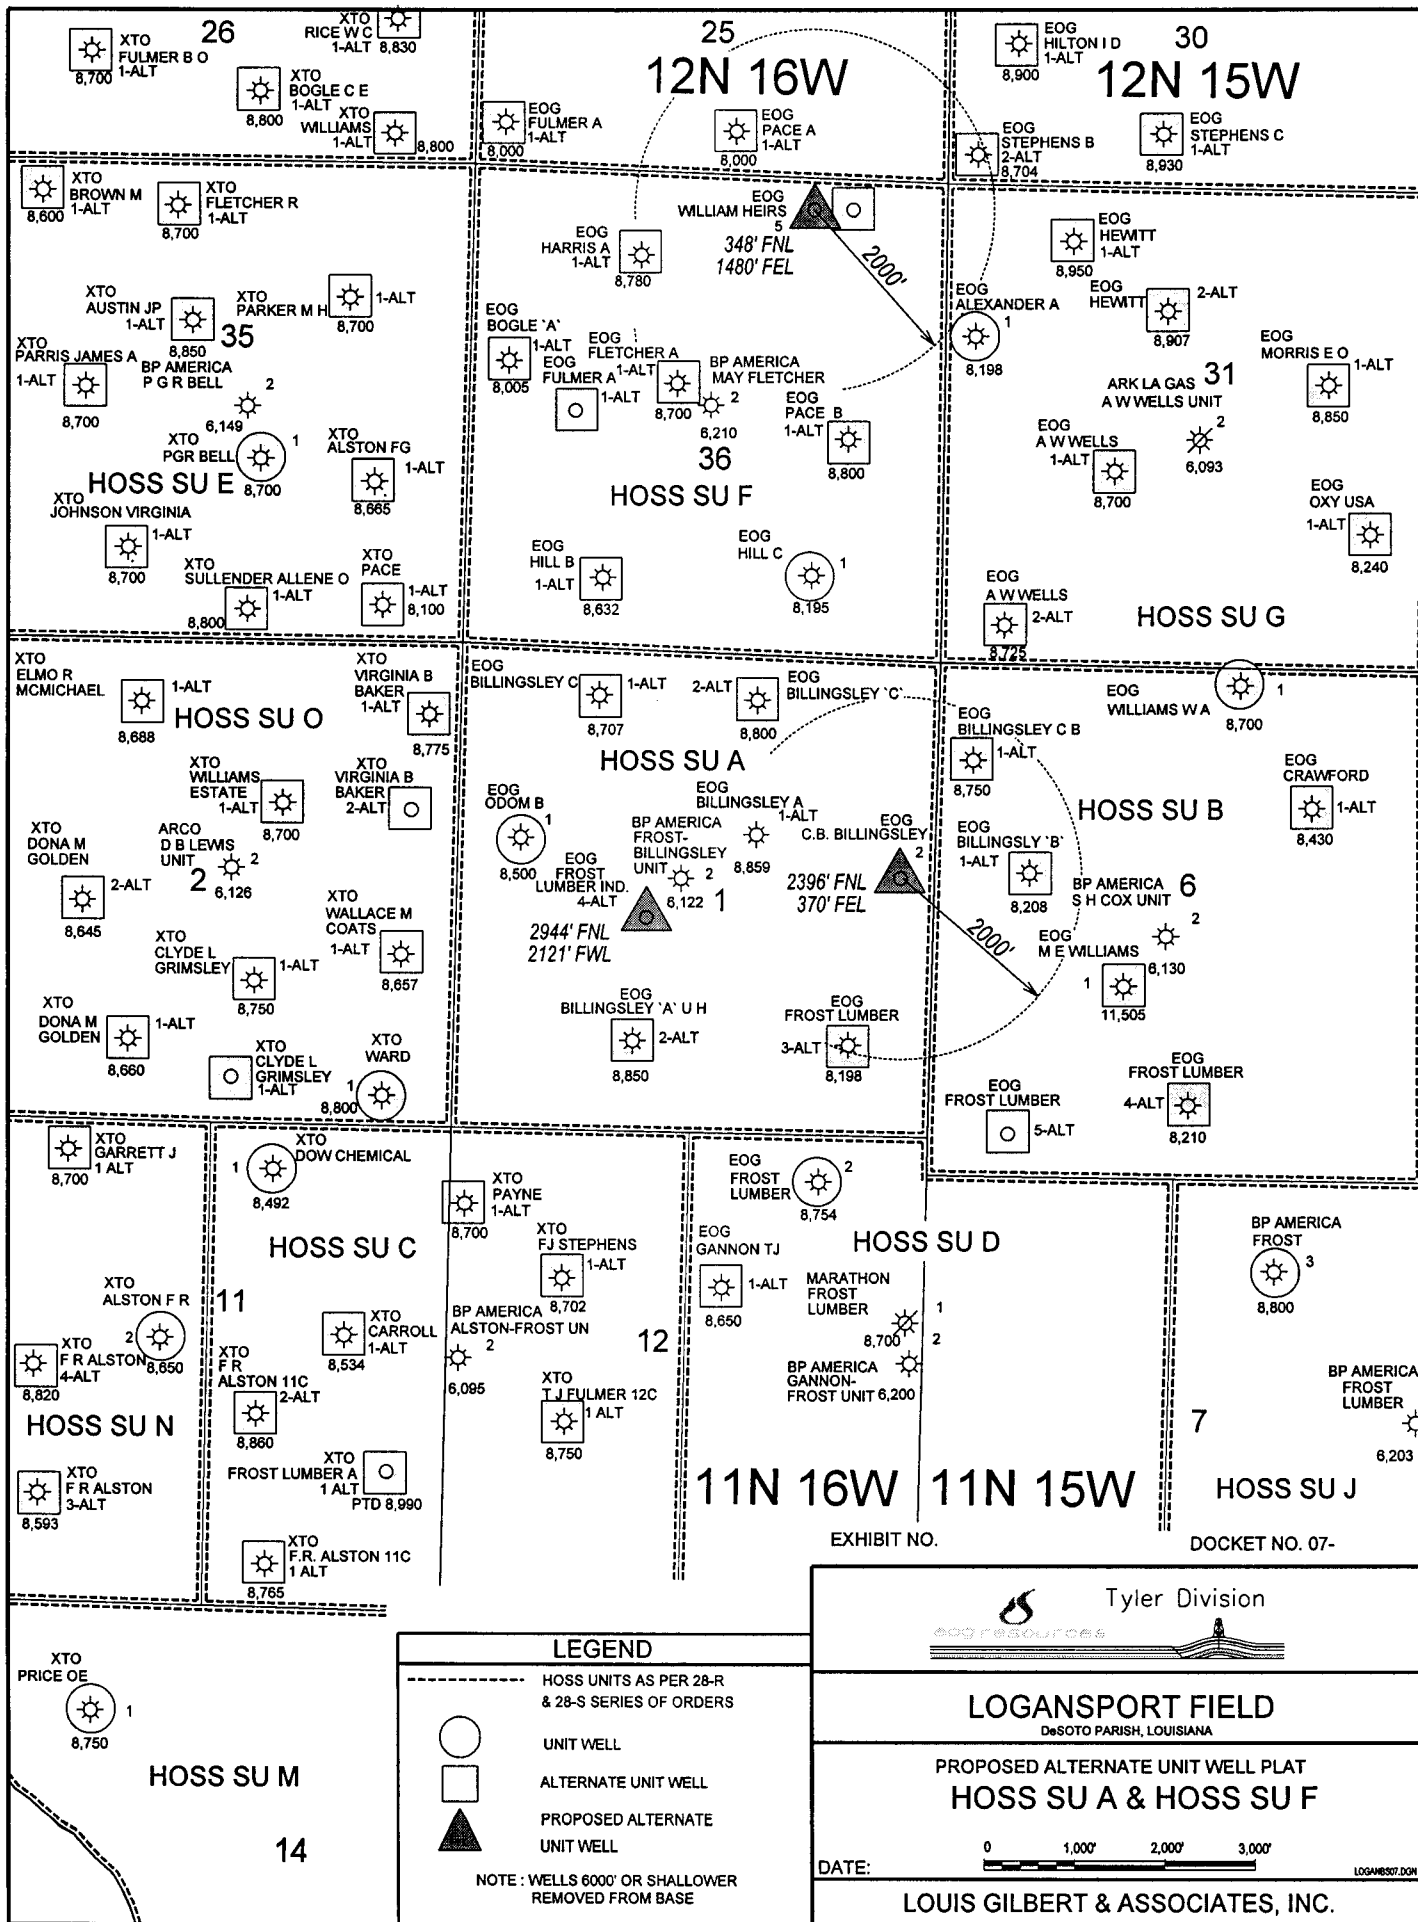 26
25
30
12N 16W
12N 15W
XTO
FULMER B O
1-ALT
8,700
XTO
RICE W C
1-ALT 8,830
XTO
BOGLE C E
1-ALT
8,800
XTO
WILLIAMS
1-ALT
8,800
EOG
FULMER A
1-ALT
8,000
EOG
PACE A
1-ALT
8,000
EOG
HILTON I D
1-ALT
8,900
EOG
STEPHENS B
2-ALT
8,704
EOG
STEPHENS C
1-ALT
8,930
XTO
BROWN M
1-ALT
8,600
XTO
FLETCHER R
1-ALT
8,700
XTO
AUSTIN JP
1-ALT
8,850
35
XTO
PARKER M H
1-ALT
8,700
XTO
PARRIS JAMES A
1-ALT
8,700
BP AMERICA
P G R BELL
2
6,149
XTO
PGR BELL
1
8,700
XTO
ALSTON FG
1-ALT
8,665
HOSS SU E
XTO
JOHNSON VIRGINIA
1-ALT
8,700
XTO
SULLENDER ALLENE O
1-ALT
8,800
XTO
PACE
1-ALT
8,100
EOG
WILLIAM HEIRS
5
348' FNL
1480' FEL
2000'
EOG
HARRIS A
1-ALT
8,780
EOG
BOGLE `A'
1-ALT
8,005
EOG
FULMER A
1-ALT
EOG
FLETCHER A
1-ALT
8,700
BP AMERICA
MAY FLETCHER
2
6,210
EOG
PACE B
1-ALT
8,800
36
HOSS SU F
EOG
HILL B
1-ALT
8,632
EOG
HILL C
1
8,195
EOG
HEWITT
1-ALT
8,950
EOG
HEWITT
2-ALT
8,907
EOG
ALEXANDER A
1
8,198
EOG
MORRIS E O
1-ALT
8,850
31
ARK LA GAS
A W WELLS UNIT
2
6,093
EOG
A W WELLS
1-ALT
8,700
EOG
OXY USA
1-ALT
8,240
EOG
A W WELLS
2-ALT
8,725
HOSS SU G
XTO
ELMO R
MCMICHAEL
1-ALT
8,688
HOSS SU O
XTO
VIRGINIA B
BAKER
1-ALT
8,775
XTO
WILLIAMS
ESTATE
1-ALT
8,700
XTO
VIRGINIA B
BAKER
2-ALT
XTO
DONA M
GOLDEN
2-ALT
8,645
ARCO
D B LEWIS
UNIT
2
6,126
2
XTO
WALLACE M
COATS
1-ALT
8,657
XTO
CLYDE L
GRIMSLEY
1-ALT
8,750
XTO
DONA M
GOLDEN
1-ALT
8,660
XTO
CLYDE L
GRIMSLEY
1-ALT
XTO
WARD
1
8,800
EOG
BILLINGSLEY C
1-ALT
8,707
2-ALT
EOG
BILLINGSLEY `C'
8,800
HOSS SU A
EOG
ODOM B
1
8,500
EOG
BILLINGSLEY A
1-ALT
8,859
BP AMERICA
FROST-
BILLINGSLEY
UNIT
2
6,122
1
EOG
FROST
LUMBER IND.
4-ALT
2944' FNL
2121' FWL
EOG
C.B. BILLINGSLEY
2
2396' FNL
370' FEL
2000'
EOG
BILLINGSLEY `A' U H
2-ALT
8,850
EOG
FROST LUMBER
3-ALT
8,198
EOG
WILLIAMS W A
1
8,700
EOG
BILLINGSLEY C B
1-ALT
8,750
HOSS SU B
EOG
CRAWFORD
1-ALT
8,430
EOG
BILLINGSLY `B'
1-ALT
8,208
BP AMERICA
S H COX UNIT
2
6,130
6
EOG
M E WILLIAMS
1
11,505
EOG
FROST LUMBER
4-ALT
8,210
EOG
FROST LUMBER
5-ALT
XTO
GARRETT J
1 ALT
8,700
XTO
DOW CHEMICAL
1
8,492
XTO
PAYNE
1-ALT
8,700
HOSS SU C
XTO
FJ STEPHENS
1-ALT
8,702
XTO
ALSTON F R
2
8,650
11
XTO
F R ALSTON
4-ALT
8,820
XTO
CARROLL
1-ALT
8,534
BP AMERICA
ALSTON-FROST UN
2
6,095
12
XTO
F R
ALSTON 11C
2-ALT
8,860
XTO
T J FULMER 12C
1 ALT
8,750
HOSS SU N
XTO
F R ALSTON
3-ALT
8,593
XTO
FROST LUMBER A
1 ALT
PTD 8,990
XTO
F.R. ALSTON 11C
1 ALT
8,765
EOG
FROST
LUMBER
2
8,754
EOG
GANNON TJ
1-ALT
8,650
HOSS SU D
MARATHON
FROST
LUMBER
1
8,700
2
BP AMERICA
GANNON-
FROST UNIT 6,200
BP AMERICA
FROST
3
8,800
BP AMERICA
FROST
LUMBER
6,203
7
11N 16W
11N 15W
HOSS SU J
EXHIBIT NO.
DOCKET NO. 07-
XTO
PRICE OE
1
8,750
HOSS SU M
14
LEGEND
HOSS UNITS AS PER 28-R
& 28-S SERIES OF ORDERS
UNIT WELL
ALTERNATE UNIT WELL
PROPOSED ALTERNATE
UNIT WELL
NOTE : WELLS 6000' OR SHALLOWER
REMOVED FROM BASE
Tyler Division
eog resources
LOGANSPORT FIELD
DeSOTO PARISH, LOUISIANA
PROPOSED ALTERNATE UNIT WELL PLAT
HOSS SU A & HOSS SU F
0 1,000' 2,000' 3,000'
DATE:
LOGANBS07.DGN
LOUIS GILBERT & ASSOCIATES, INC.